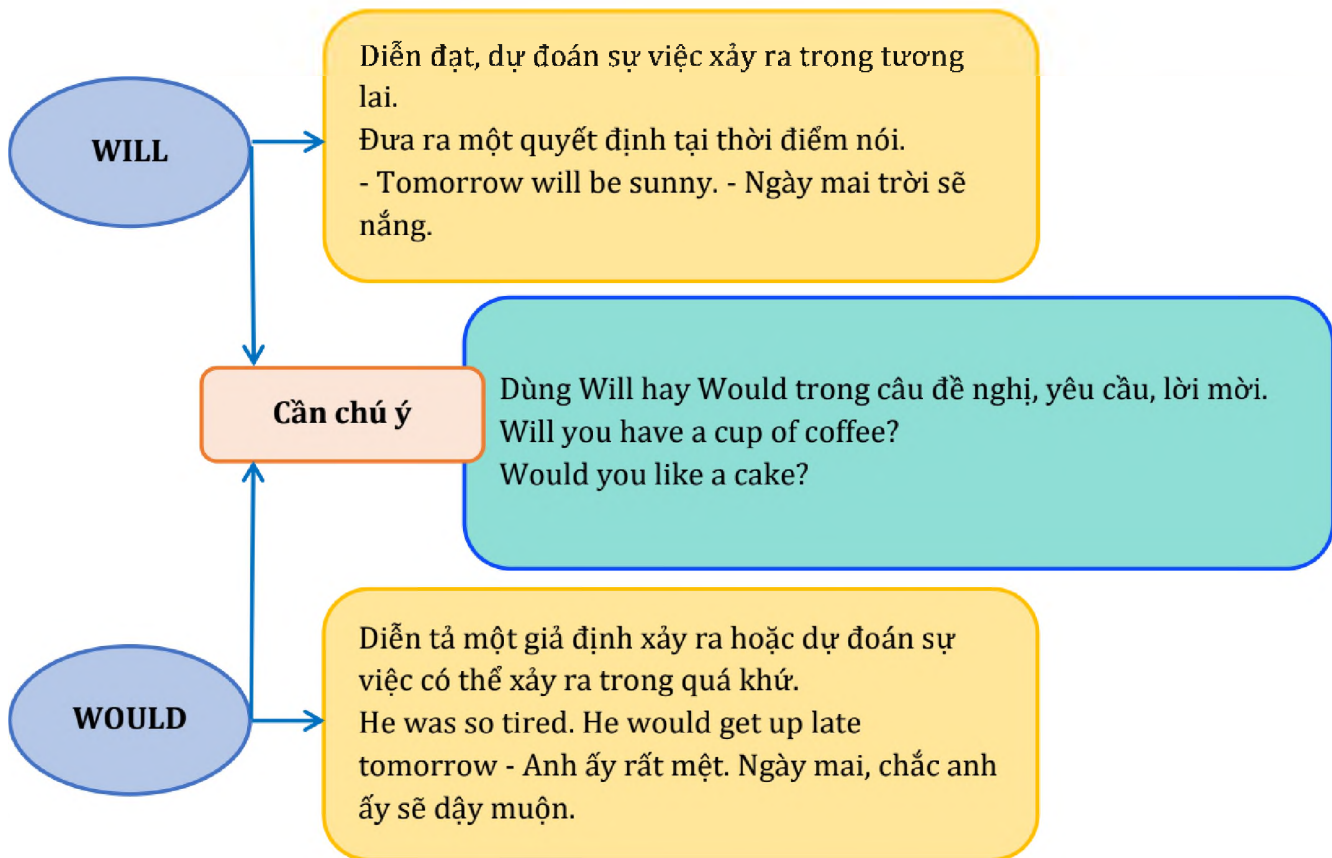 WILL
Diễn đạt, dự đoán sự việc xảy ra trong tương
lai.
Đưa ra một quyết định tại thời điểm nói.
- Tomorrow will be sunny. - Ngày mai trời sẽ
nắng.
Cần chú ý
Dùng Will hay Would trong câu đề nghị, yêu cầu, lời mời.
Will you have a cup of coffee?
Would you like a cake?
WOULD
Diễn tả một giả định xảy ra hoặc dự đoán sự
việc có thể xảy ra trong quá khứ.
He was so tired. He would get up late
tomorrow - Anh ấy rất mệt. Ngày mai, chắc anh
ấy sẽ dậy muộn.